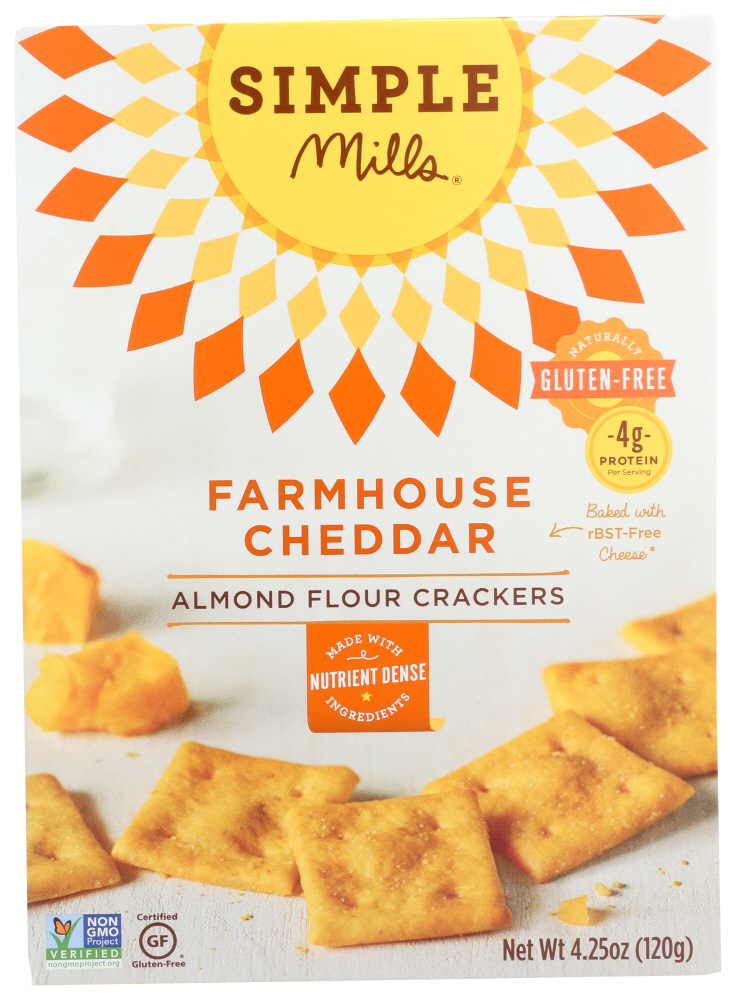 SIMPLE
Mills®
NATURALLY
GLUTEN-FREE
-4g-
PROTEIN
Per Serving
FARMHOUSE
CHEDDAR
Baked with
rBST-Free
Cheese*
ALMOND FLOUR CRACKERS
MADE WITH
NUTRIENT DENSE
INGREDIENTS
NON
GMO
Project
VERIFIED
nongmoproject.org
Certified
GF
Gluten-Free
Net Wt 4.25oz (120g)